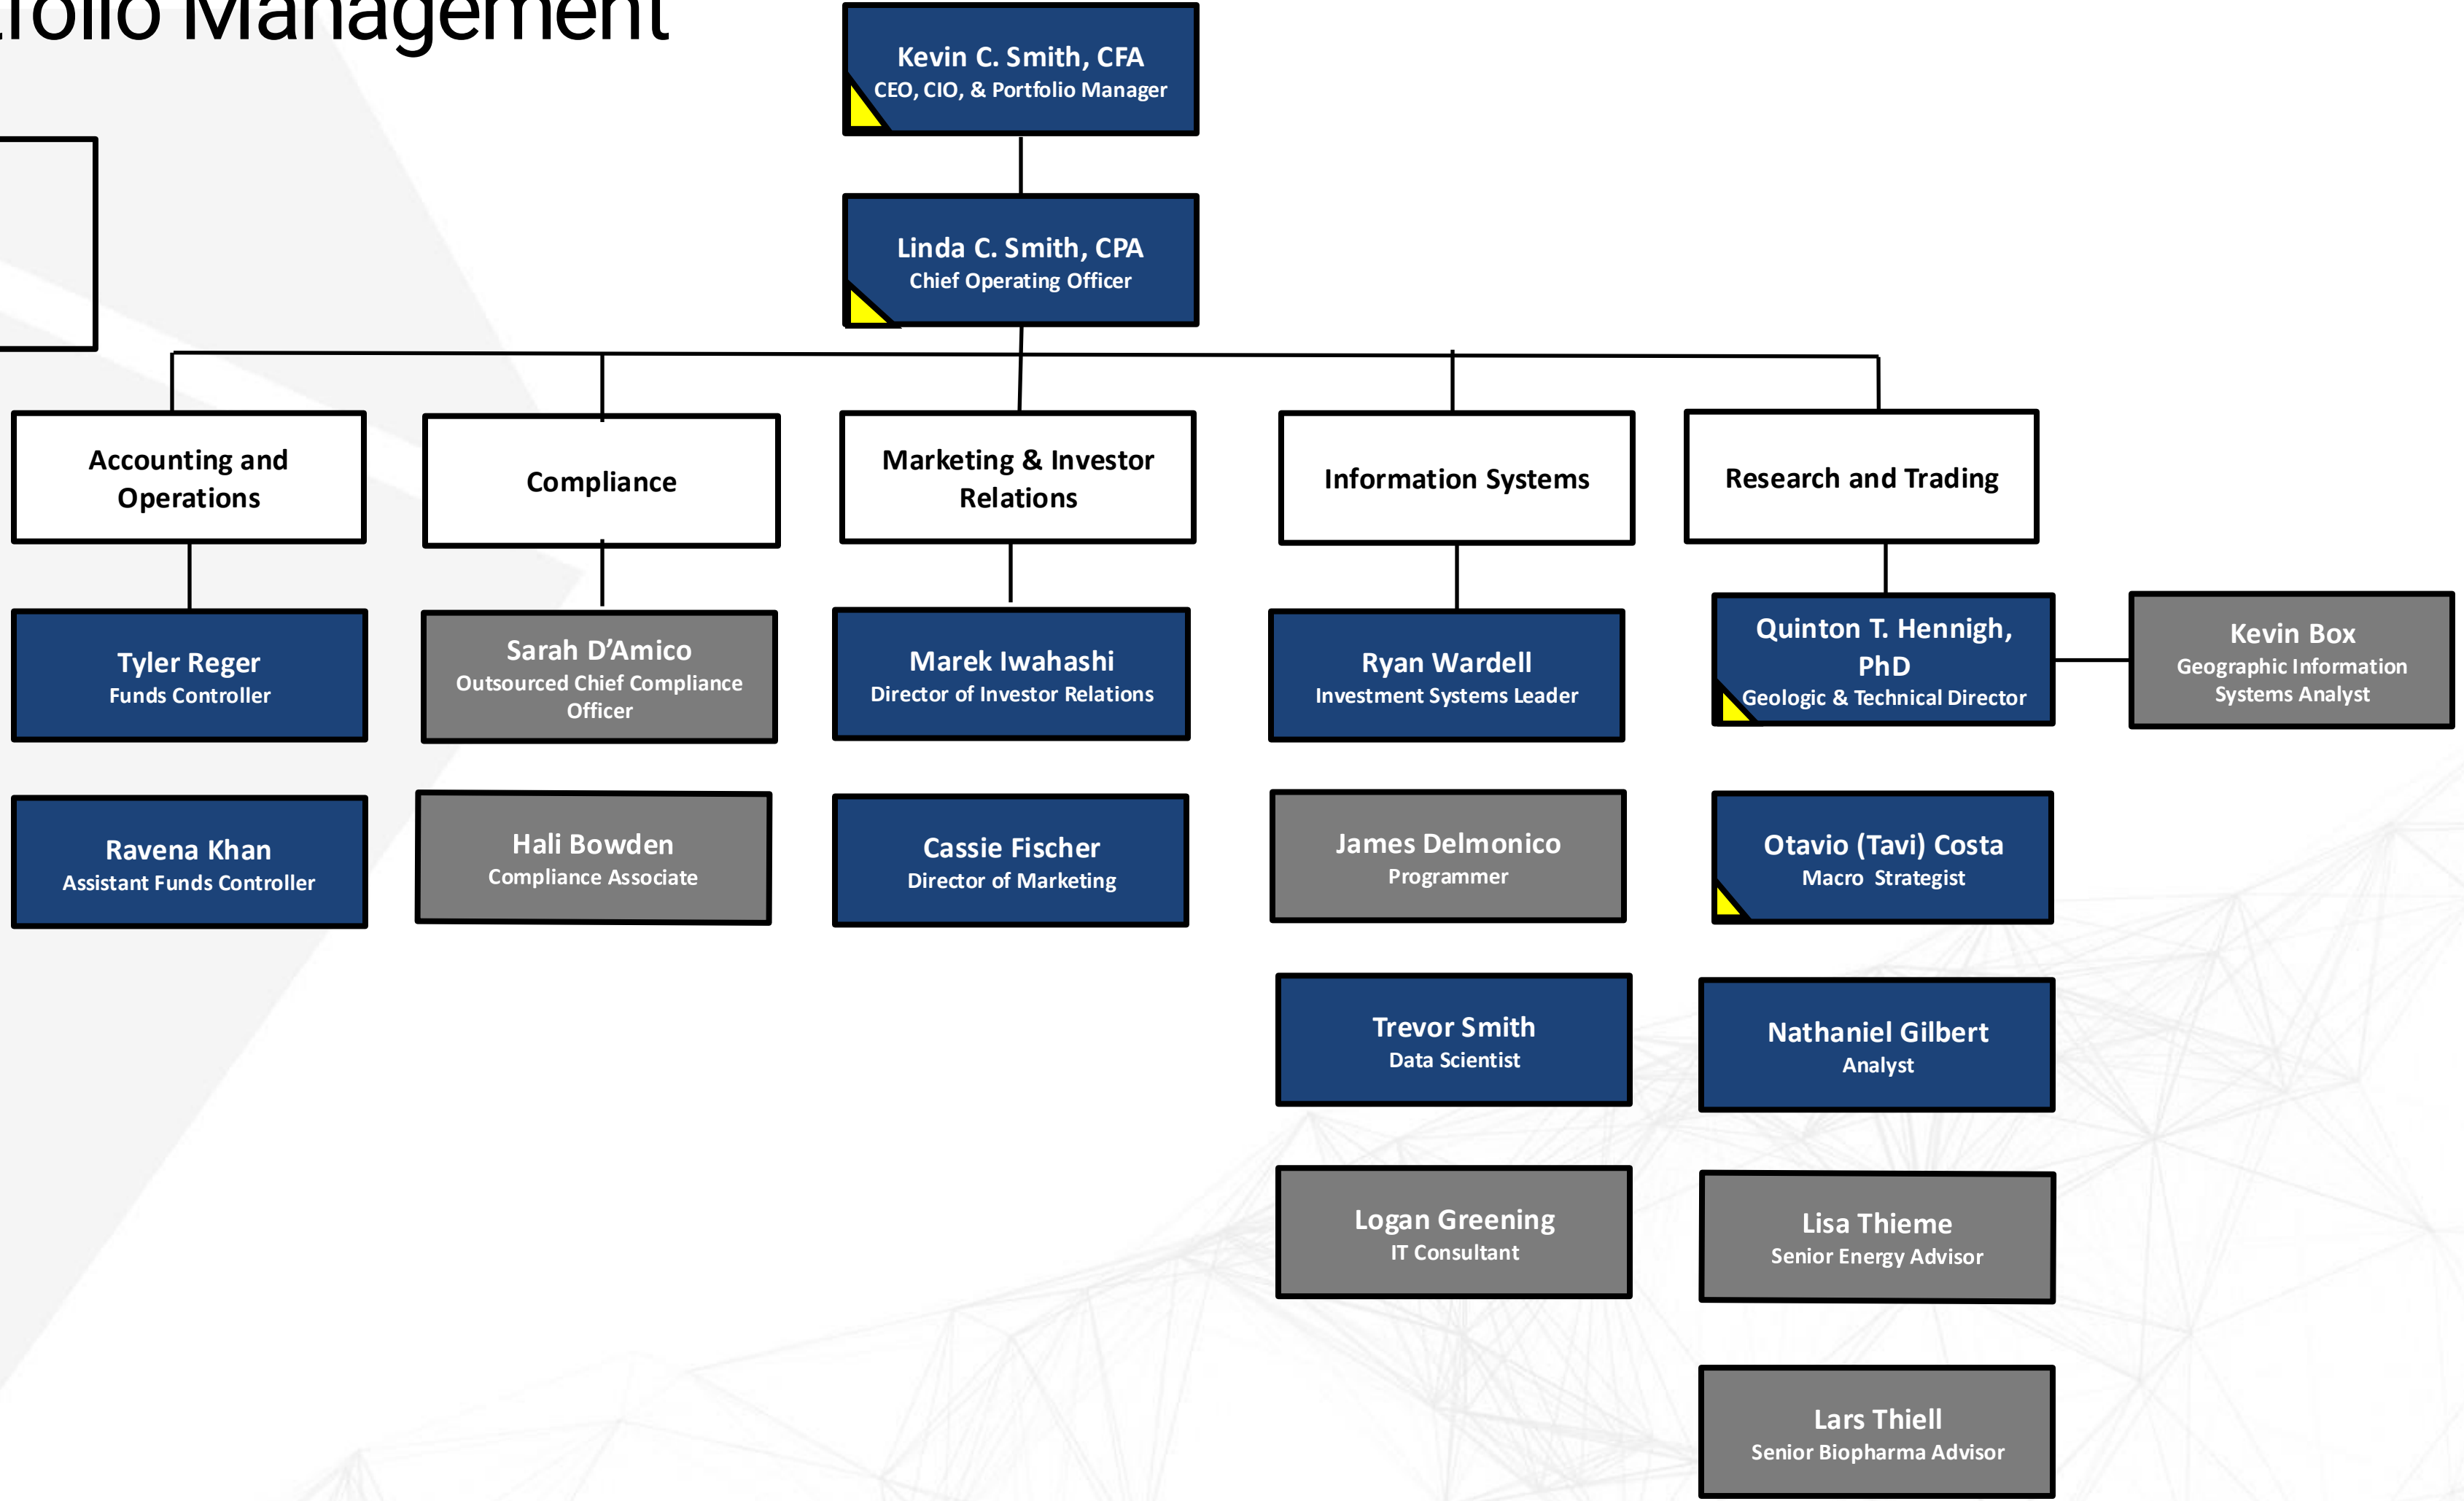 folio Management
Kevin C. Smith, CFA
CEO, CIO, & Portfolio Manager
Linda C. Smith, CPA
Chief Operating Officer
Accounting and
Operations
Compliance
Marketing & Investor
Relations
Information Systems
Research and Trading
Tyler Reger
Funds Controller
Sarah D’Amico
Outsourced Chief Compliance
Officer
Marek Iwahashi
Director of Investor Relations
Ryan Wardell
Investment Systems Leader
Quinton T. Hennigh,
PhD
Geologic & Technical Director
Kevin Box
Geographic Information
Systems Analyst
Ravena Khan
Assistant Funds Controller
Hali Bowden
Compliance Associate
Cassie Fischer
Director of Marketing
James Delmonico
Programmer
Otavio (Tavi) Costa
Macro Strategist
Trevor Smith
Data Scientist
Nathaniel Gilbert
Analyst
Logan Greening
IT Consultant
Lisa Thieme
Senior Energy Advisor
Lars Thiell
Senior Biopharma Advisor